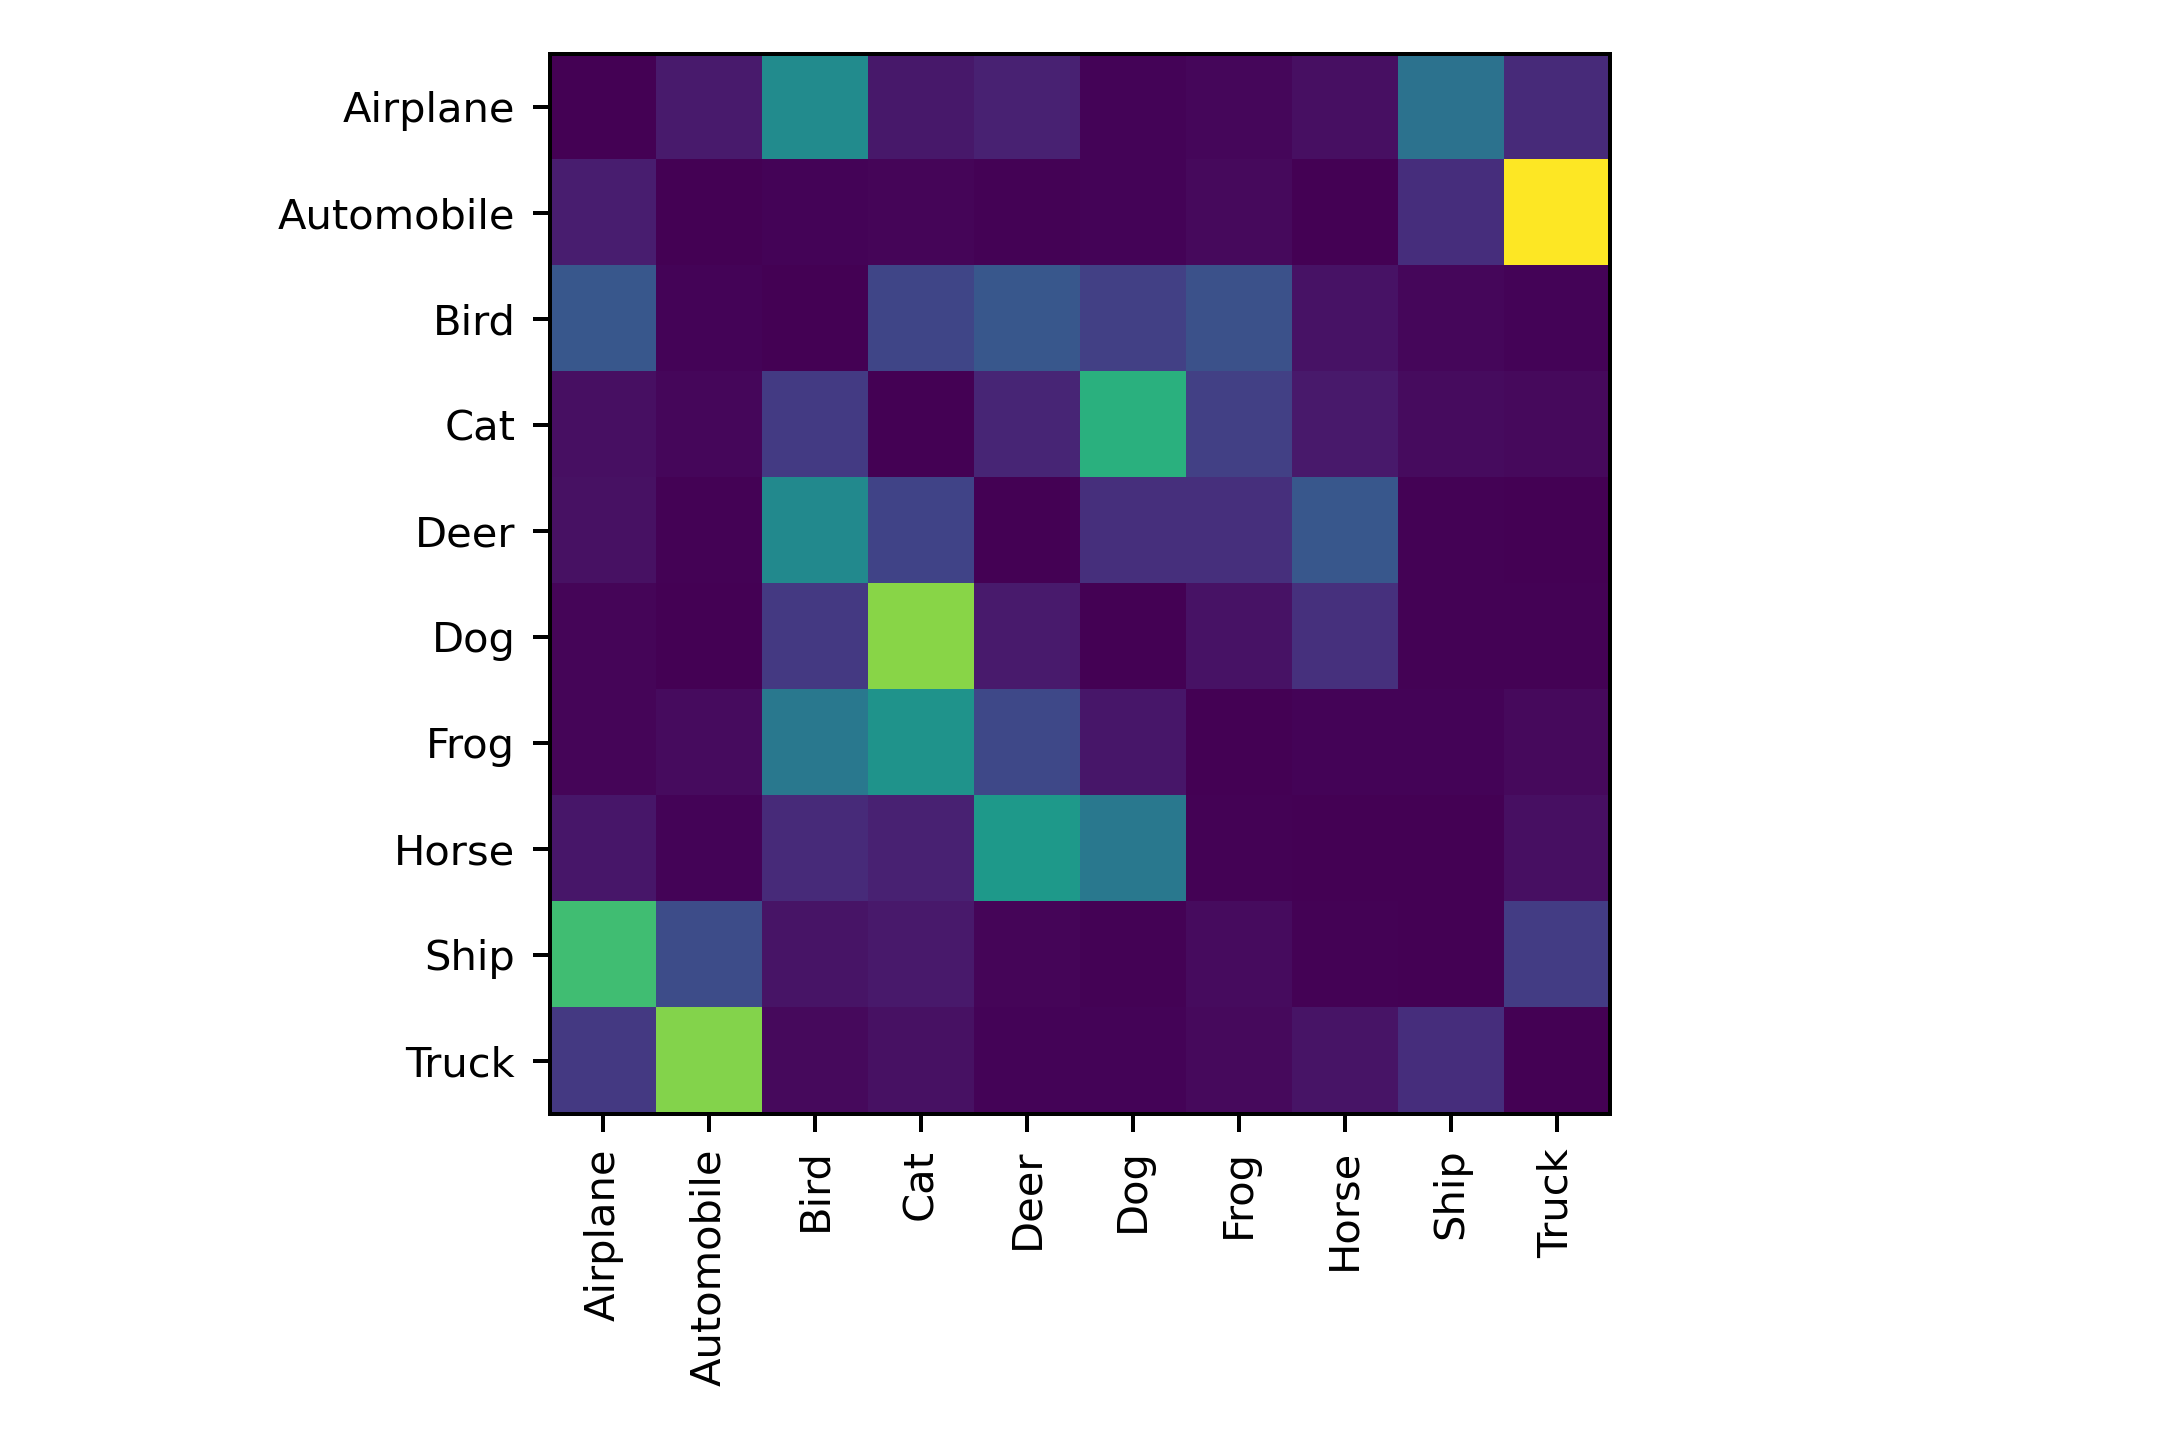 Airplane
Automobile
Bird
Cat
Deer
Dog
Frog
Horse
Ship
Truck
Airplane
Automobile
Bird
Cat
Deer
Dog
Frog
Horse
Ship
Truck